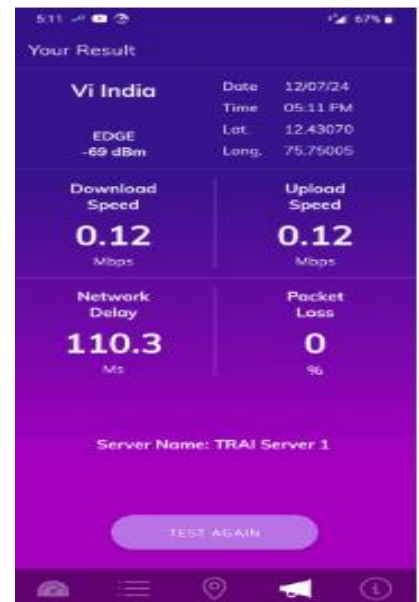 5:11 67%
Your Result
Vi India
EDGE
-69 dBm
Date 12/07/24
Time 05:11 PM
Lat. 12.43070
Long. 75.75005
Download Speed
0.12
Mbps
Upload Speed
0.12
Mbps
Network Delay
110.3
Ms
Packet Loss
0
%
Server Name: TRAI Server 1
TEST AGAIN